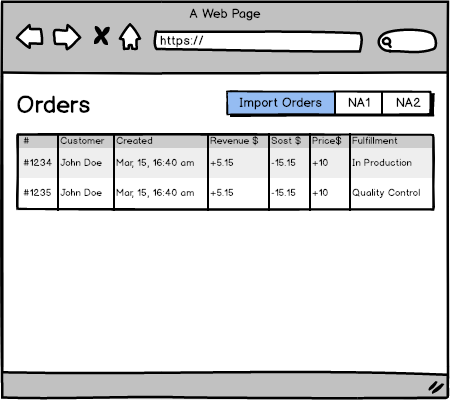 A Web Page
https://
Orders
Import Orders NA1 NA2
# Customer Created Revenue $ Sost $ Price$ Fulfillment
#1234 John Doe Mar, 15, 16:40 am +5.15 -15.15 +10 In Production
#1235 John Doe Mar, 15, 16:40 am +5.15 -15.15 +10 Quality Control